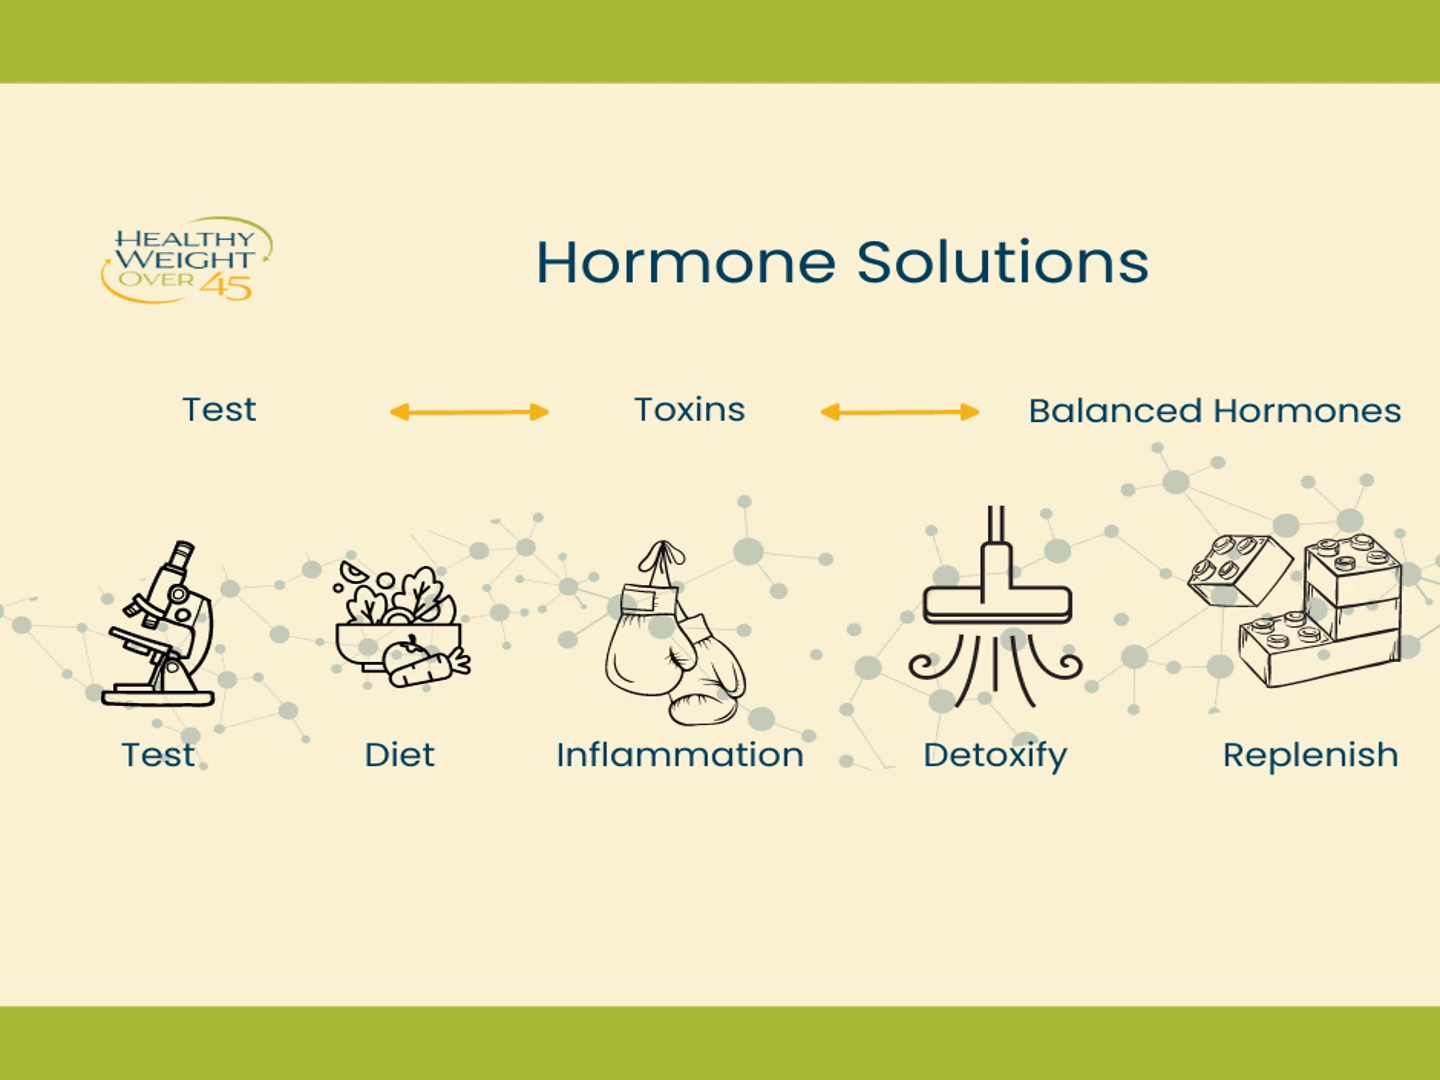 HEALTHY
WEIGHT
OVER 45
Hormone Solutions
Test
Toxins
Balanced Hormones
Test
Diet
Inflammation
Detoxify
Replenish